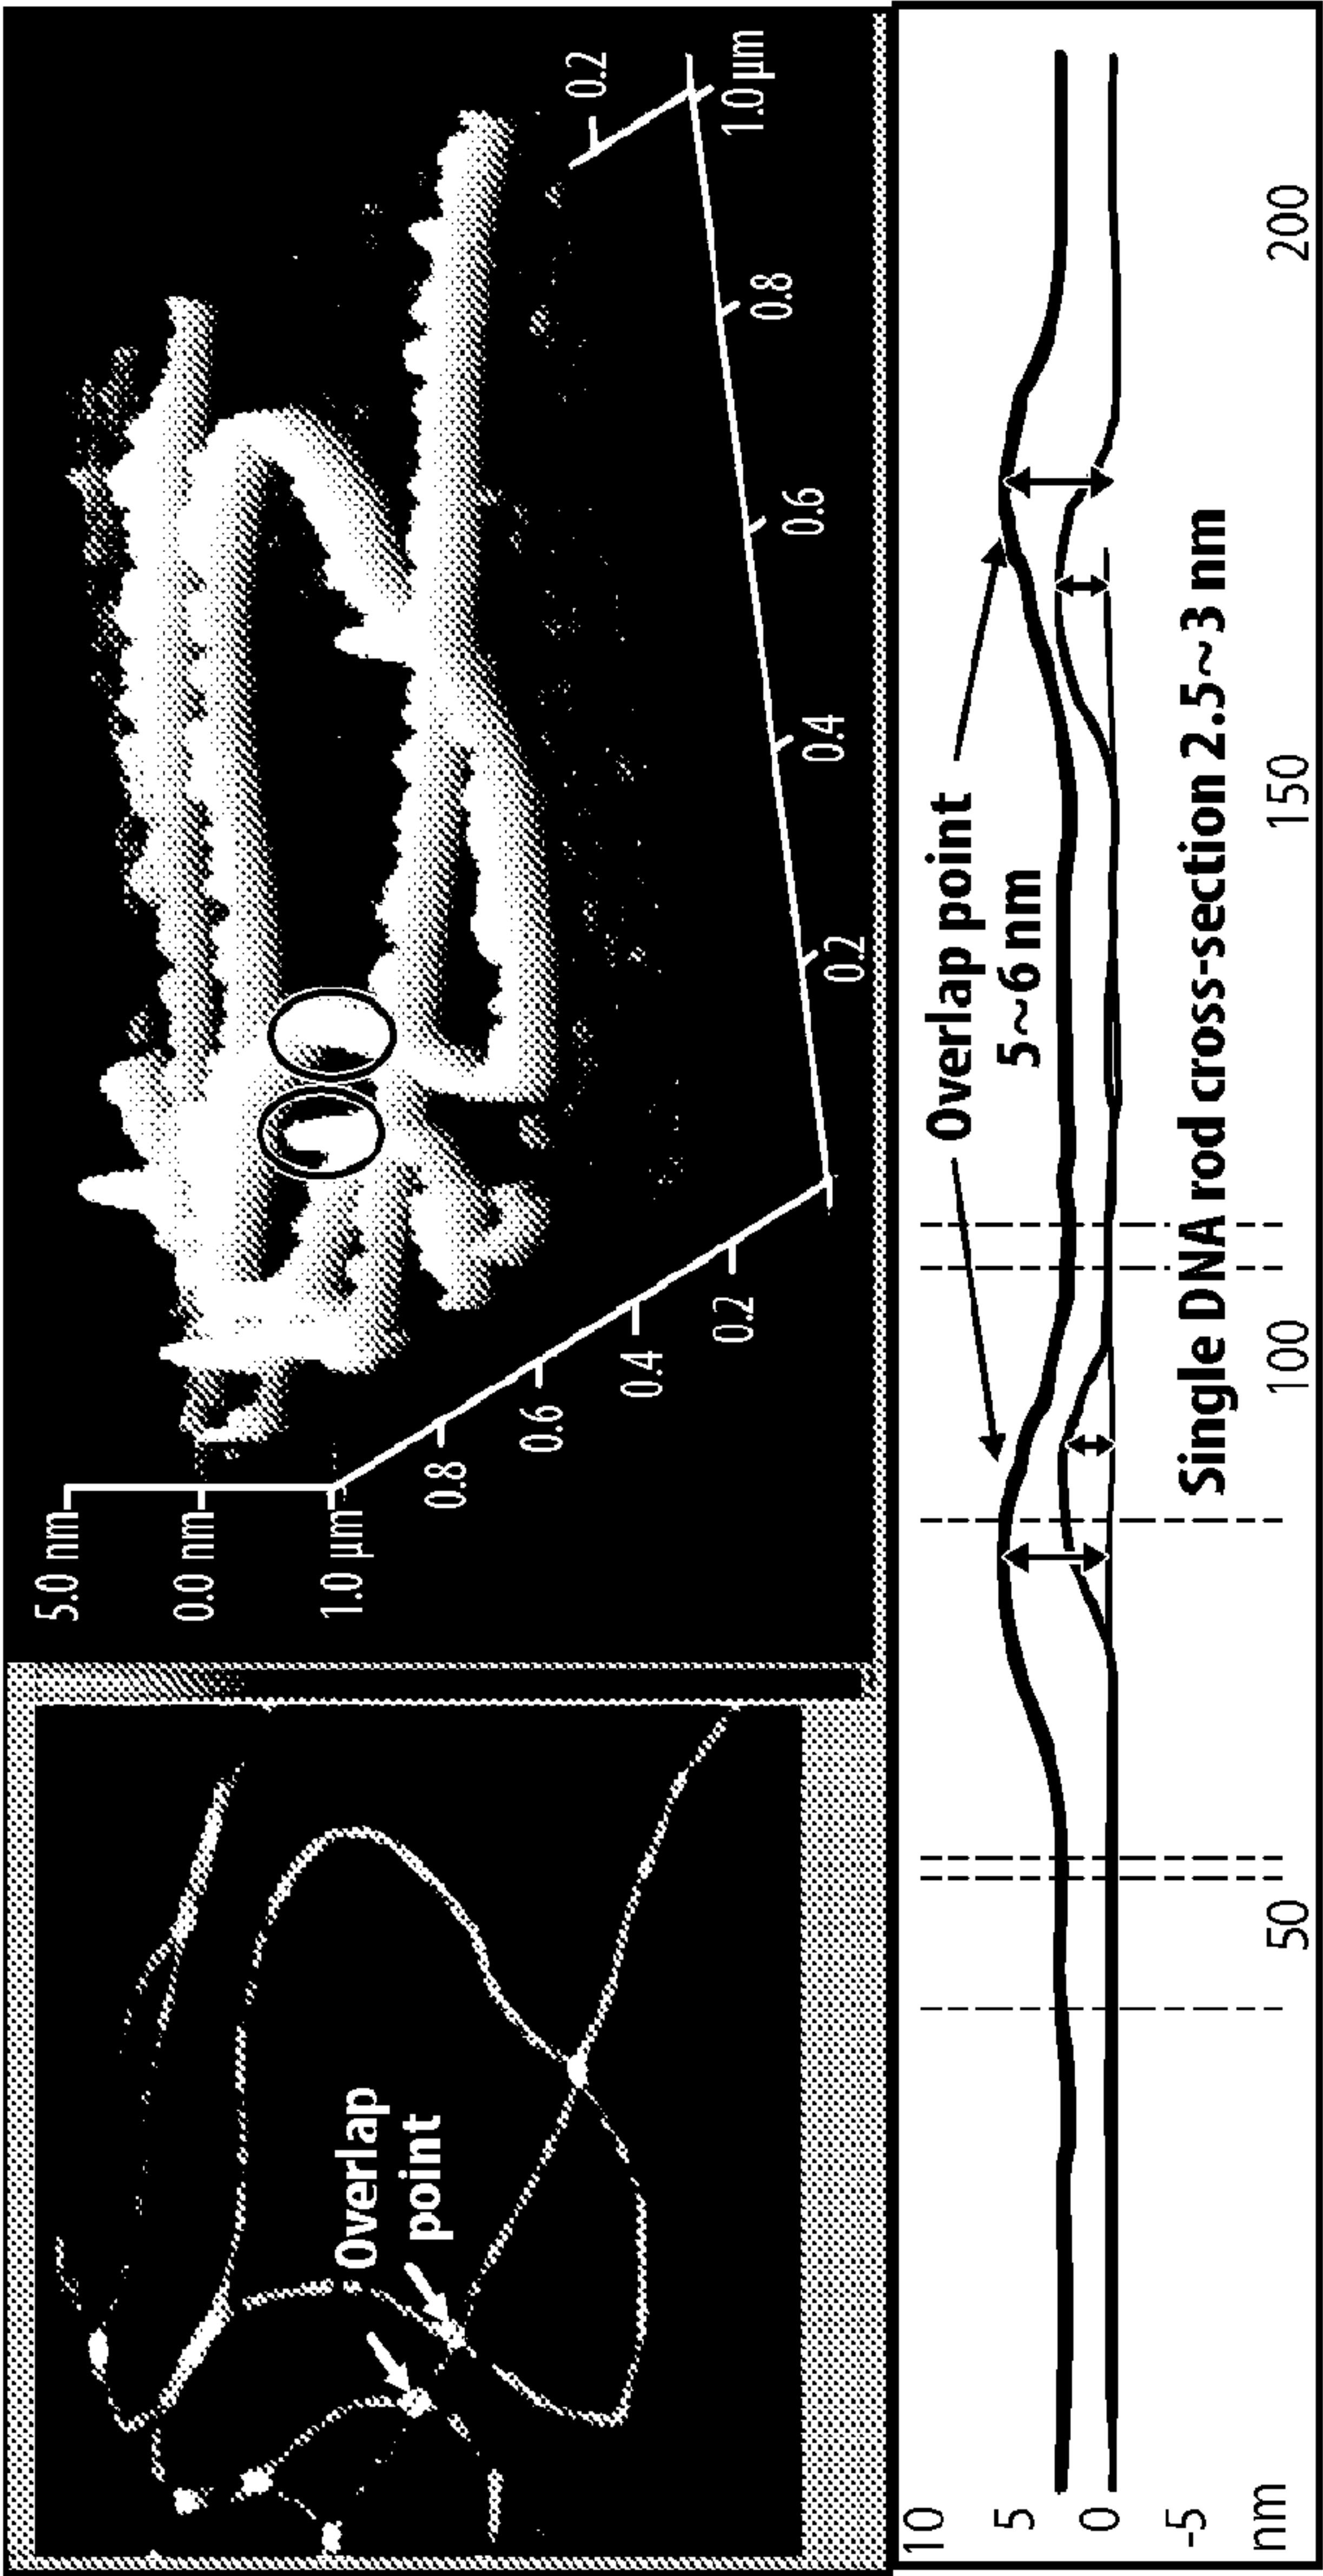 Overlap
point
5.0 nm
0.0 nm
1.0 μm
0.8
0.6
0.4
0.2
0.2
0.4
0.6
0.8
1.0 μm
0.2
10
5
0
-5
nm
Overlap point
5~6 nm
Single DNA rod cross-section 2.5~3 nm
50
100
150
200